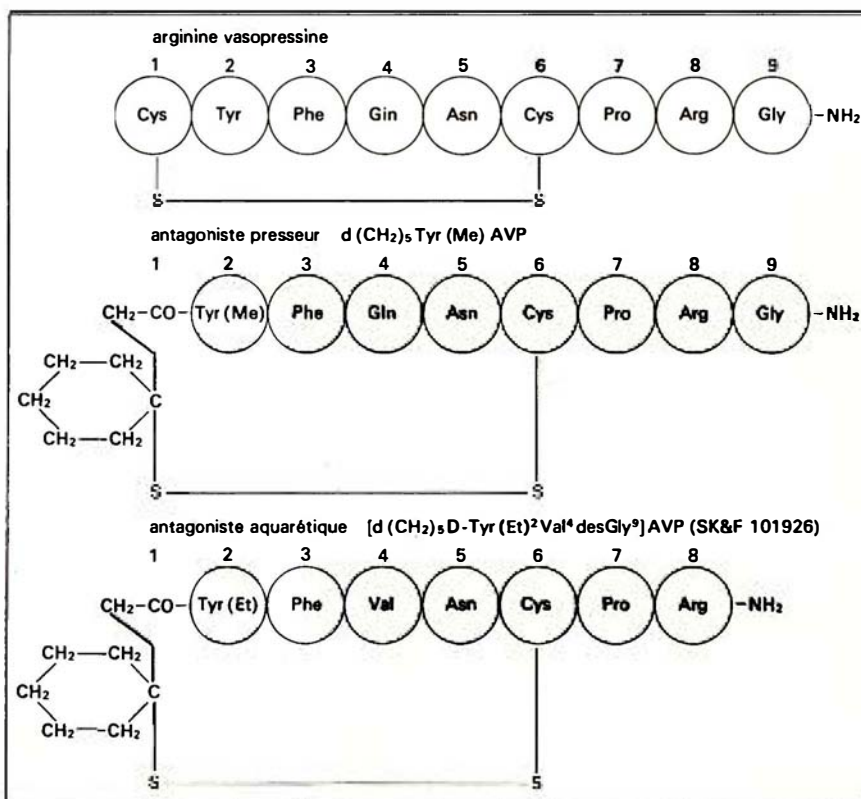 arginine vasopressine
1 2 3 4 5 6 7 8 9
Cys Tyr Phe Gin Asn Cys Pro Arg Gly -NH₂
S S
antagoniste presseur d (CH₂)₅ Tyr (Me) AVP
1 2 3 4 5 6 7 8 9
CH₂-CO- Tyr (Me) Phe Gln Asn Cys Pro Arg Gly -NH₂
CH₂—CH₂
CH₂ C
CH₂—CH₂
S S
antagoniste aquarétique [d (CH₂)₅ D-Tyr (Et)² Val⁴ desGly⁹] AVP (SK&F 101926)
1 2 3 4 5 6 7 8
CH₂-CO- Tyr (Et) Phe Val Asn Cys Pro Arg -NH₂
CH₂—CH₂
CH₂ C
CH₂—CH₂
S S